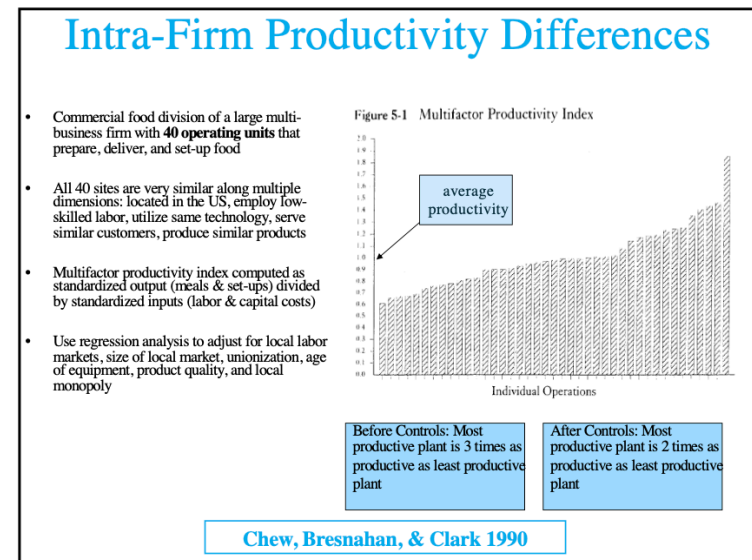 Intra-Firm Productivity Differences
• Commercial food division of a large multi-
business firm with 40 operating units that
prepare, deliver, and set-up food
• All 40 sites are very similar along multiple
dimensions: located in the US, employ low-
skilled labor, utilize same technology, serve
similar customers, produce similar products
• Multifactor productivity index computed as
standardized output (meals & set-ups) divided
by standardized inputs (labor & capital costs)
• Use regression analysis to adjust for local labor
markets, size of local market, unionization, age
of equipment, product quality, and local
monopoly
Figure 5-1 Multifactor Productivity Index
2.0
1.9
1.8
1.7
1.6
1.5
1.4
1.3
1.2
1.1
1.0
0.9
0.8
0.7
0.6
0.5
0.4
0.3
0.2
0.1
0.0
average
productivity
Individual Operations
Before Controls: Most
productive plant is 3 times as
productive as least productive
plant
After Controls: Most
productive plant is 2 times as
productive as least productive
plant
Chew, Bresnahan, & Clark 1990